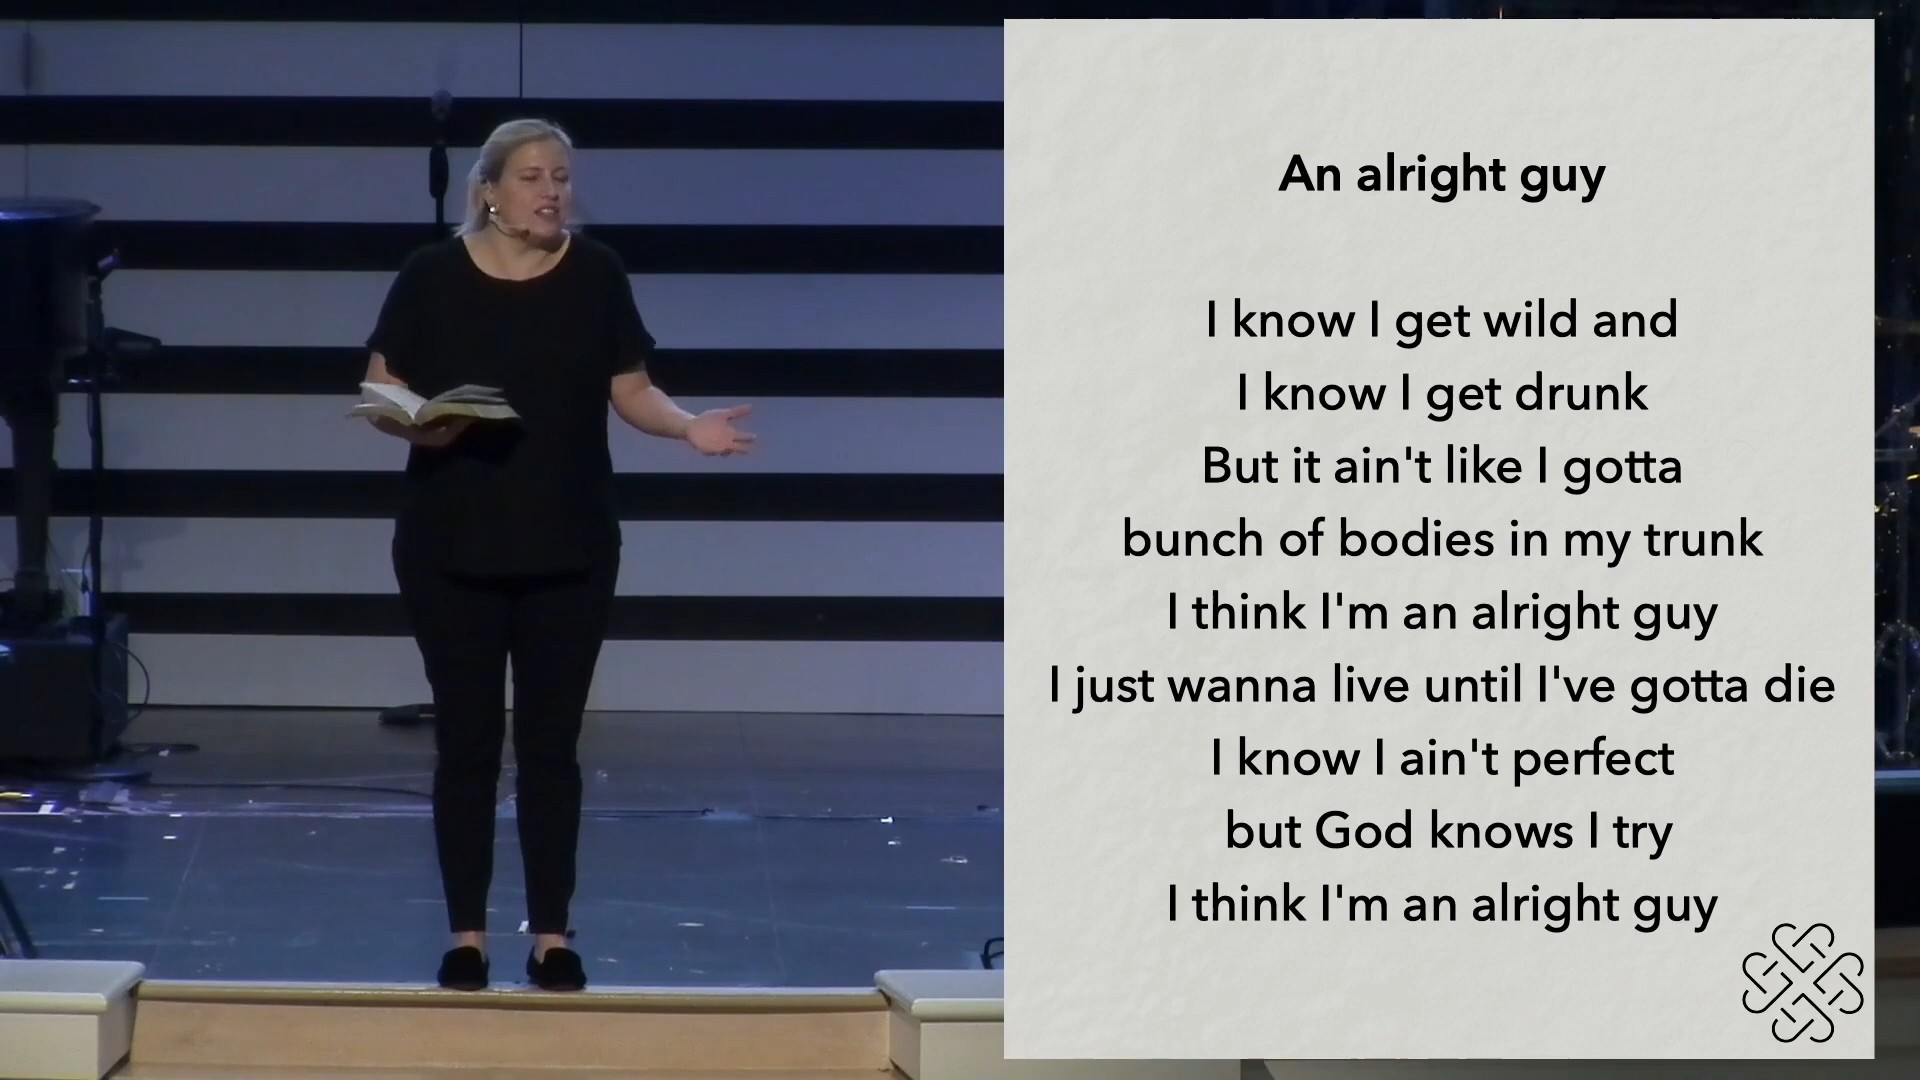 An alright guy
I know I get wild and
I know I get drunk
But it ain't like I gotta
bunch of bodies in my trunk
I think I'm an alright guy
I just wanna live until I've gotta die
I know I ain't perfect
but God knows I try
I think I'm an alright guy